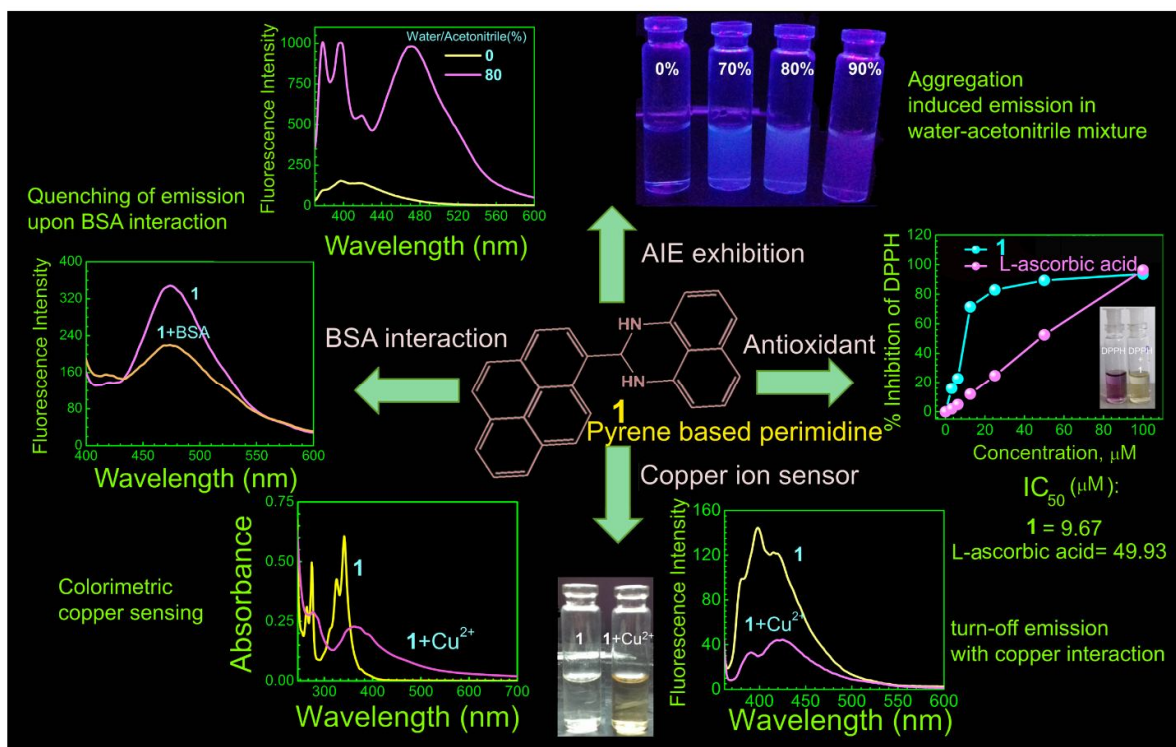 Fluorescence Intensity
1000
750
500
250
0
400 440 480 520 560 600
Wavelength (nm)
Water/Acetonitrile(%)
0
80
0%
70%
80%
90%
Aggregation
induced emission in
water-acetonitrile mixture
Quenching of emission
upon BSA interaction
AIE exhibition
Fluorescence Intensity
400
320
240
160
80
0
400 450 500 550 600
Wavelength (nm)
1
1+BSA
BSA interaction
HN
HN
1
Pyrene based perimidine
Antioxidant
% Inhibition of DPPH
120
100
80
60
40
20
0
0 20 40 60 80 100
Concentration, μM
1
L-ascorbic acid
DPPH
DPPH
IC50 (μM):
1 = 9.67
L-ascorbic acid= 49.93
Copper ion sensor
Colorimetric
copper sensing
Absorbance
0.75
0.50
0.25
0.00
300 400 500 600 700
Wavelength (nm)
1
1+Cu2+
1
1+Cu2+
Fluorescence Intensity
160
120
80
40
0
400 450 500 550 600
Wavelength (nm)
1
1+Cu2+
turn-off emission
with copper interaction